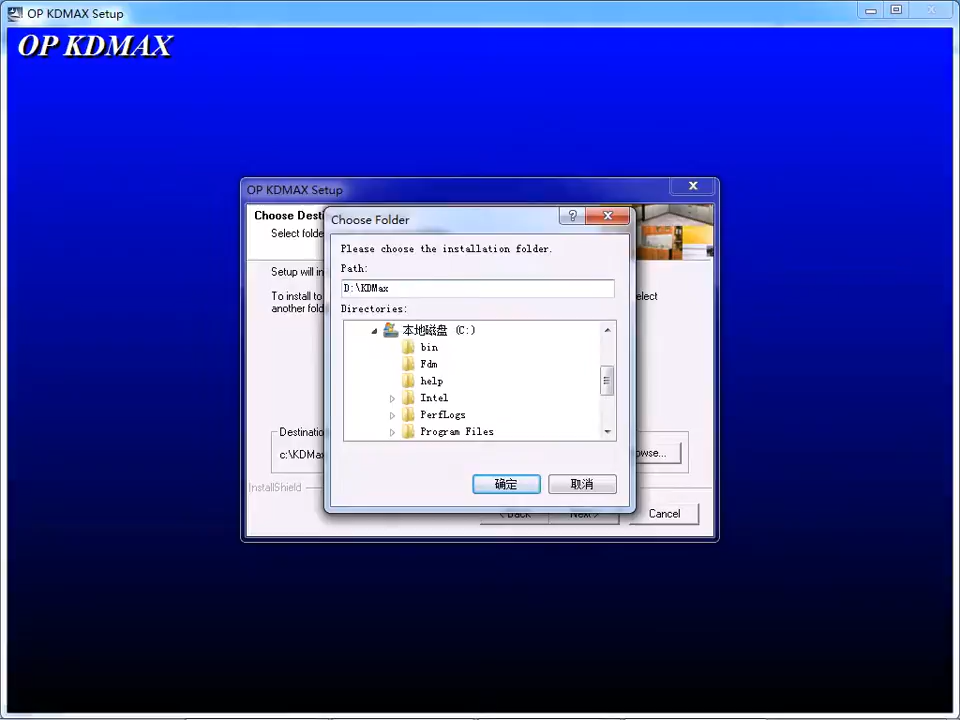 OP KDMAX Setup
OP KDMAX
OP KDMAX Setup
X
Choose Dest
Select folde
Setup will in
To install to
another fold
elect
Choose Folder
?
X
Please choose the installation folder.
Path:
D:\KDMax
Directories:
本地磁盘 (C:)
bin
Fdm
help
Intel
PerfLogs
Program Files
确定
取消
Destinatio
c:\KDMax
owse...
InstallShield
< Back
Next >
Cancel